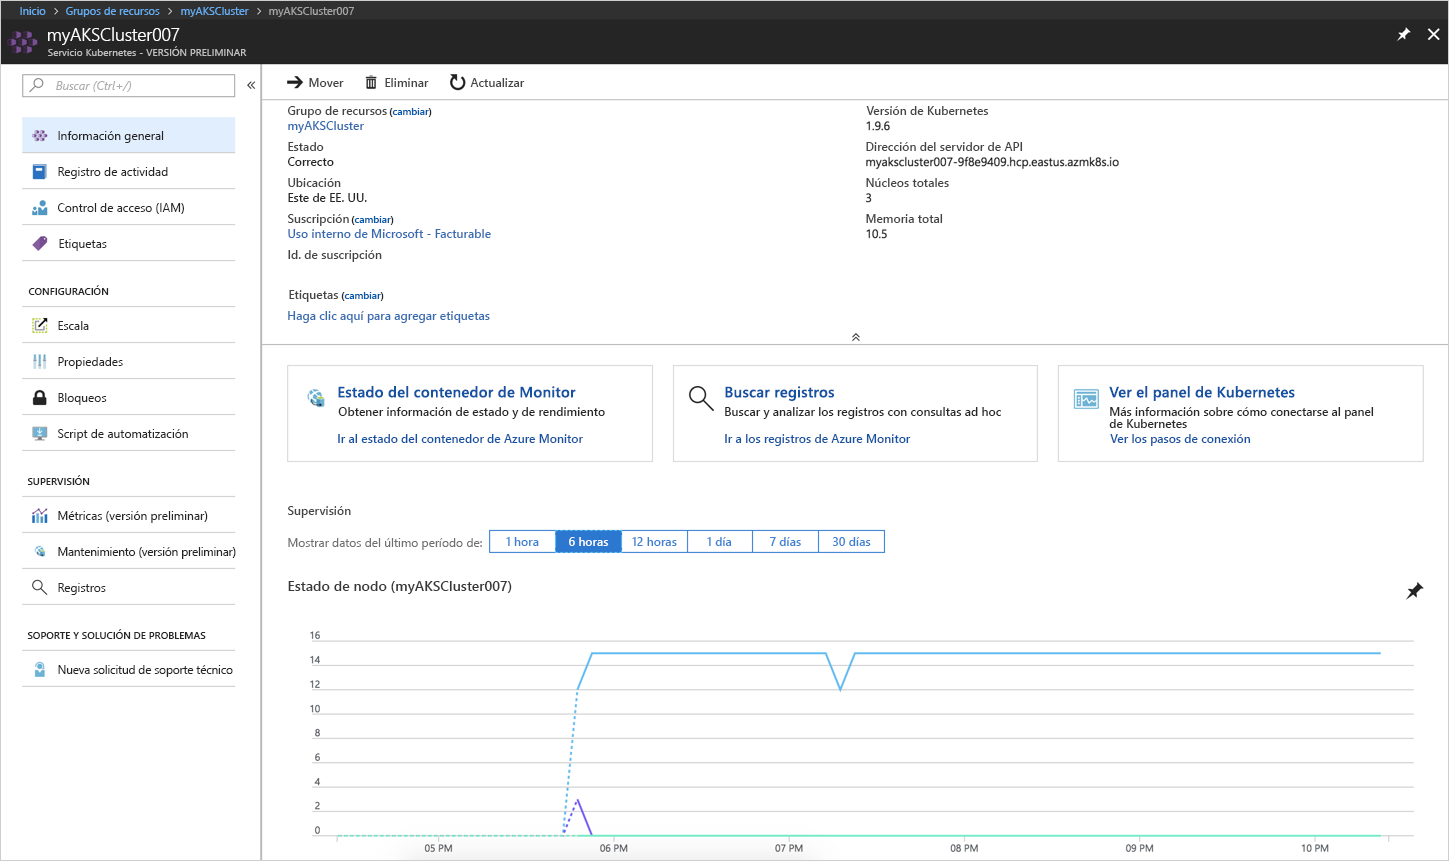 Inicio > Grupos de recursos > myAKSCluster > myAKSCluster007
myAKSCluster007
Servicio Kubernetes - VERSIÓN PRELIMINAR
Buscar (Ctrl+/)
«
Información general
Registro de actividad
Control de acceso (IAM)
Etiquetas
CONFIGURACIÓN
Escala
Propiedades
Bloqueos
Script de automatización
SUPERVISIÓN
Métricas (versión preliminar)
Mantenimiento (versión preliminar)
Registros
SOPORTE Y SOLUCIÓN DE PROBLEMAS
Nueva solicitud de soporte técnico
Mover Eliminar Actualizar
Grupo de recursos (cambiar)
myAKSCluster
Estado
Correcto
Ubicación
Este de EE. UU.
Suscripción (cambiar)
Uso interno de Microsoft - Facturable
Id. de suscripción
Etiquetas (cambiar)
Haga clic aquí para agregar etiquetas
Versión de Kubernetes
1.9.6
Dirección del servidor de API
myakscluster007-9f8e9409.hcp.eastus.azmk8s.io
Núcleos totales
3
Memoria total
10.5
Estado del contenedor de Monitor
Obtener información de estado y de rendimiento
Ir al estado del contenedor de Azure Monitor
Buscar registros
Buscar y analizar los registros con consultas ad hoc
Ir a los registros de Azure Monitor
Ver el panel de Kubernetes
Más información sobre cómo conectarse al panel
de Kubernetes
Ver los pasos de conexión
Supervisión
Mostrar datos del último período de: 1 hora 6 horas 12 horas 1 día 7 días 30 días
Estado de nodo (myAKSCluster007)
16
14
12
10
8
6
4
2
0
05 PM 06 PM 07 PM 08 PM 09 PM 10 PM